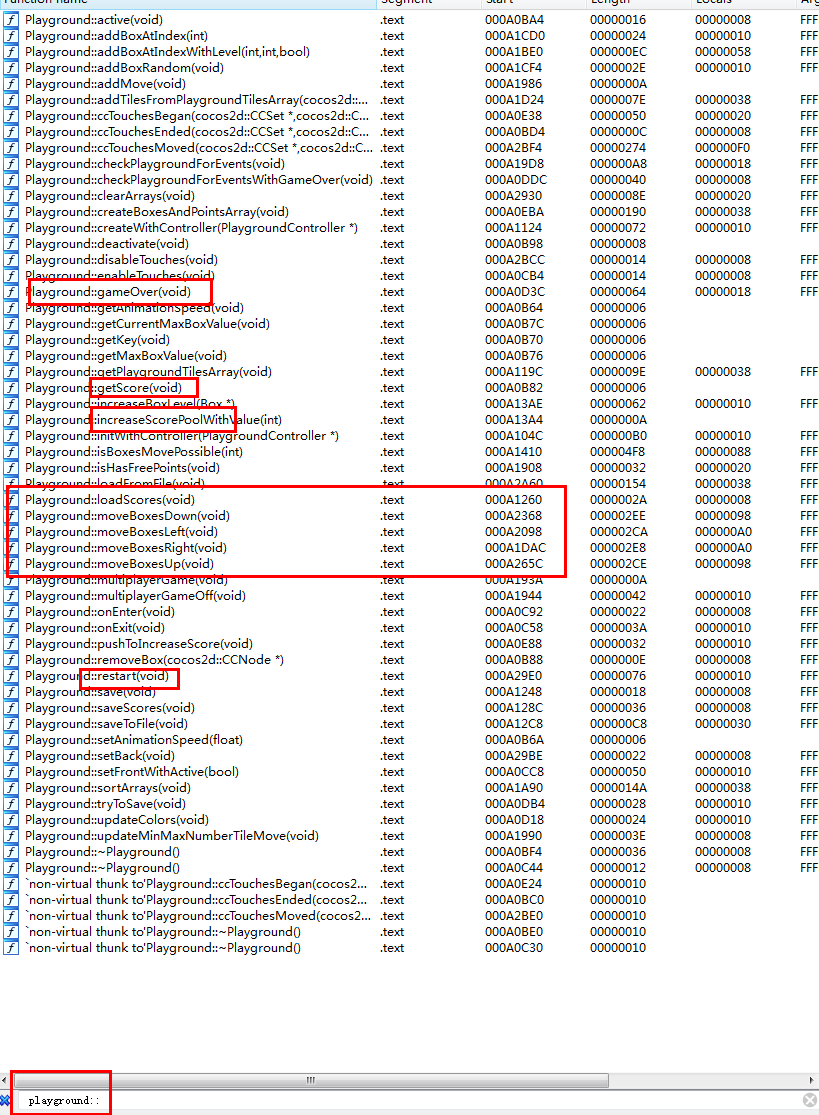 Function name Segment Start Length Locals Arg
Playground::active(void) .text 000A0BA4 00000016 00000008 FFF
Playground::addBoxAtIndex(int) .text 000A1CD0 00000024 00000010 FFF
Playground::addBoxAtIndexWithLevel(int,int,bool) .text 000A1BE0 000000EC 00000058 FFF
Playground::addBoxRandom(void) .text 000A1CF4 0000002E 00000010 FFF
Playground::addMove(void) .text 000A1986 0000000A
Playground::addTilesFromPlaygroundTilesArray(cocos2d::... .text 000A1D24 0000007E 00000038 FFF
Playground::ccTouchesBegan(cocos2d::CCSet *,cocos2d::C... .text 000A0E38 00000050 00000020 FFF
Playground::ccTouchesEnded(cocos2d::CCSet *,cocos2d::C... .text 000A0BD4 0000000C 00000008 FFF
Playground::ccTouchesMoved(cocos2d::CCSet *,cocos2d::C... .text 000A2BF4 00000274 000000F0 FFF
Playground::checkPlaygroundForEvents(void) .text 000A19D8 000000A8 00000018 FFF
Playground::checkPlaygroundForEventsWithGameOver(void) .text 000A0DDC 00000040 00000008 FFF
Playground::clearArrays(void) .text 000A2930 0000008E 00000020 FFF
Playground::createBoxesAndPointsArray(void) .text 000A0EBA 00000190 00000038 FFF
Playground::createWithController(PlaygroundController *) .text 000A1124 00000072 00000010 FFF
Playground::deactivate(void) .text 000A0B98 00000008
Playground::disableTouches(void) .text 000A2BCC 00000014 00000008 FFF
Playground::enableTouches(void) .text 000A0CB4 00000014 00000008 FFF
Playground::gameOver(void) .text 000A0D3C 00000064 00000018 FFF
Playground::getAnimationSpeed(void) .text 000A0B64 00000006
Playground::getCurrentMaxBoxValue(void) .text 000A0B7C 00000006
Playground::getKey(void) .text 000A0B70 00000006
Playground::getMaxBoxValue(void) .text 000A0B76 00000006
Playground::getPlaygroundTilesArray(void) .text 000A119C 0000009E 00000038 FFF
Playground::getScore(void) .text 000A0B82 00000006
Playground::increaseBoxLevel(Box *) .text 000A13AE 00000062 00000010 FFF
Playground::increaseScorePoolWithValue(int) .text 000A13A4 0000000A
Playground::initWithController(PlaygroundController *) .text 000A104C 000000B0 00000010 FFF
Playground::isBoxesMovePossible(int) .text 000A1410 000004F8 00000088 FFF
Playground::isHasFreePoints(void) .text 000A1908 00000032 00000020 FFF
Playground::loadFromFile(void) .text 000A2A60 00000154 00000038 FFF
Playground::loadScores(void) .text 000A1260 0000002A 00000008 FFF
Playground::moveBoxesDown(void) .text 000A2368 000002EE 00000098 FFF
Playground::moveBoxesLeft(void) .text 000A2098 000002CA 000000A0 FFF
Playground::moveBoxesRight(void) .text 000A1DAC 000002E8 000000A0 FFF
Playground::moveBoxesUp(void) .text 000A265C 000002CE 00000098 FFF
Playground::multiplayerGame(void) .text 000A193A 0000000A
Playground::multiplayerGameOff(void) .text 000A1944 00000042 00000010 FFF
Playground::onEnter(void) .text 000A0C92 00000022 00000008 FFF
Playground::onExit(void) .text 000A0C58 0000003A 00000010 FFF
Playground::pushToIncreaseScore(void) .text 000A0E88 00000032 00000010 FFF
Playground::removeBox(cocos2d::CCNode *) .text 000A0B88 0000000E 00000008 FFF
Playground::restart(void) .text 000A29E0 00000076 00000010 FFF
Playground::save(void) .text 000A1248 00000018 00000008 FFF
Playground::saveScores(void) .text 000A128C 00000036 00000008 FFF
Playground::saveToFile(void) .text 000A12C8 000000C8 00000030 FFF
Playground::setAnimationSpeed(float) .text 000A0B6A 00000006
Playground::setBack(void) .text 000A29BE 00000022 00000008 FFF
Playground::setFrontWithActive(bool) .text 000A0CC8 00000050 00000010 FFF
Playground::sortArrays(void) .text 000A1A90 0000014A 00000038 FFF
Playground::tryToSave(void) .text 000A0DB4 00000028 00000010 FFF
Playground::updateColors(void) .text 000A0D18 00000024 00000010 FFF
Playground::updateMinMaxNumberTileMove(void) .text 000A1990 0000003E 00000008 FFF
Playground::~Playground() .text 000A0BF4 00000036 00000008 FFF
Playground::~Playground() .text 000A0C44 00000012 00000008 FFF
`non-virtual thunk to'Playground::ccTouchesBegan(cocos2... .text 000A0E24 00000010
`non-virtual thunk to'Playground::ccTouchesEnded(cocos2... .text 000A0BC0 00000010
`non-virtual thunk to'Playground::ccTouchesMoved(cocos2... .text 000A2BE0 00000010
`non-virtual thunk to'Playground::~Playground() .text 000A0BE0 00000010
`non-virtual thunk to'Playground::~Playground() .text 000A0C30 00000010
playground::